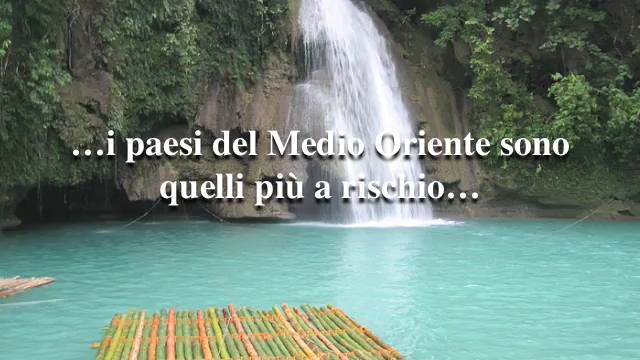 …i paesi del Medio Oriente sono
quelli più a rischio…